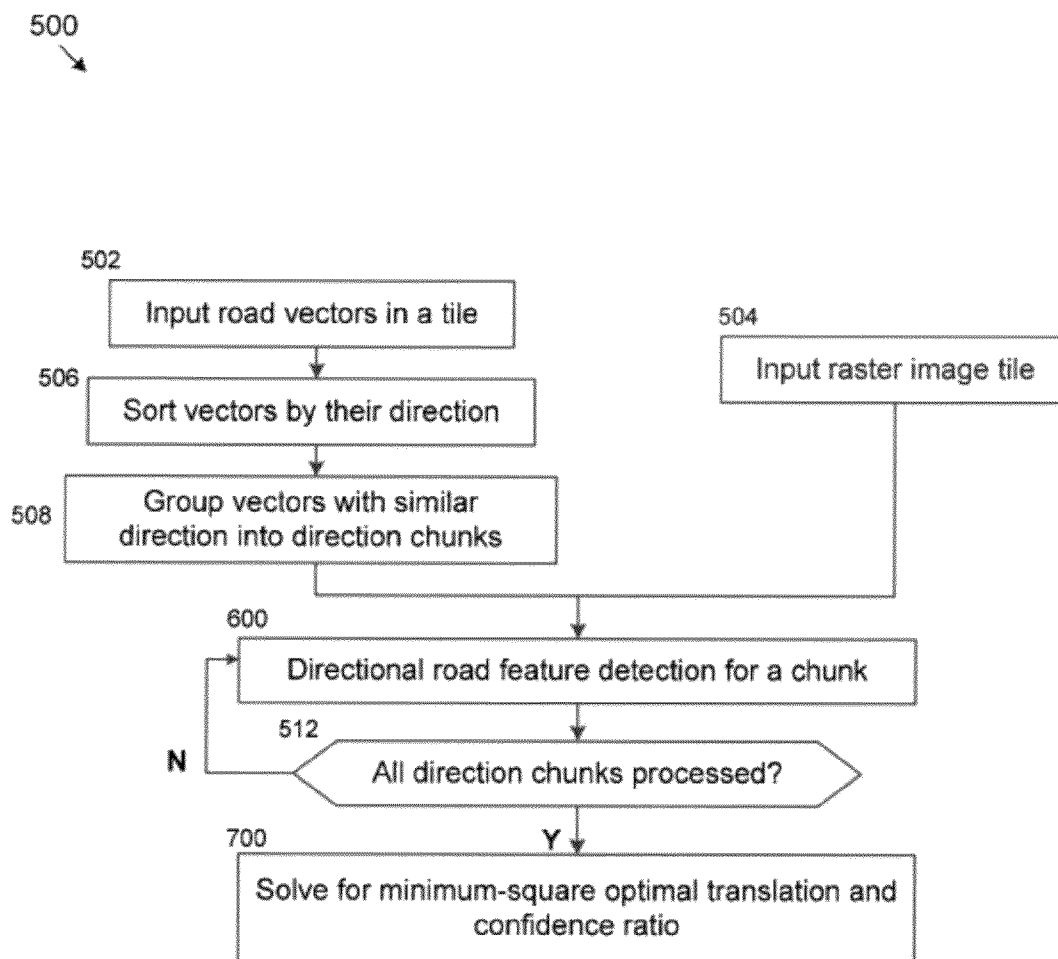 500
502
Input road vectors in a tile
504
Input raster image tile
506
Sort vectors by their direction
508
Group vectors with similar
direction into direction chunks
600
Directional road feature detection for a chunk
512
N
All direction chunks processed?
Y
700
Solve for minimum-square optimal translation and
confidence ratio